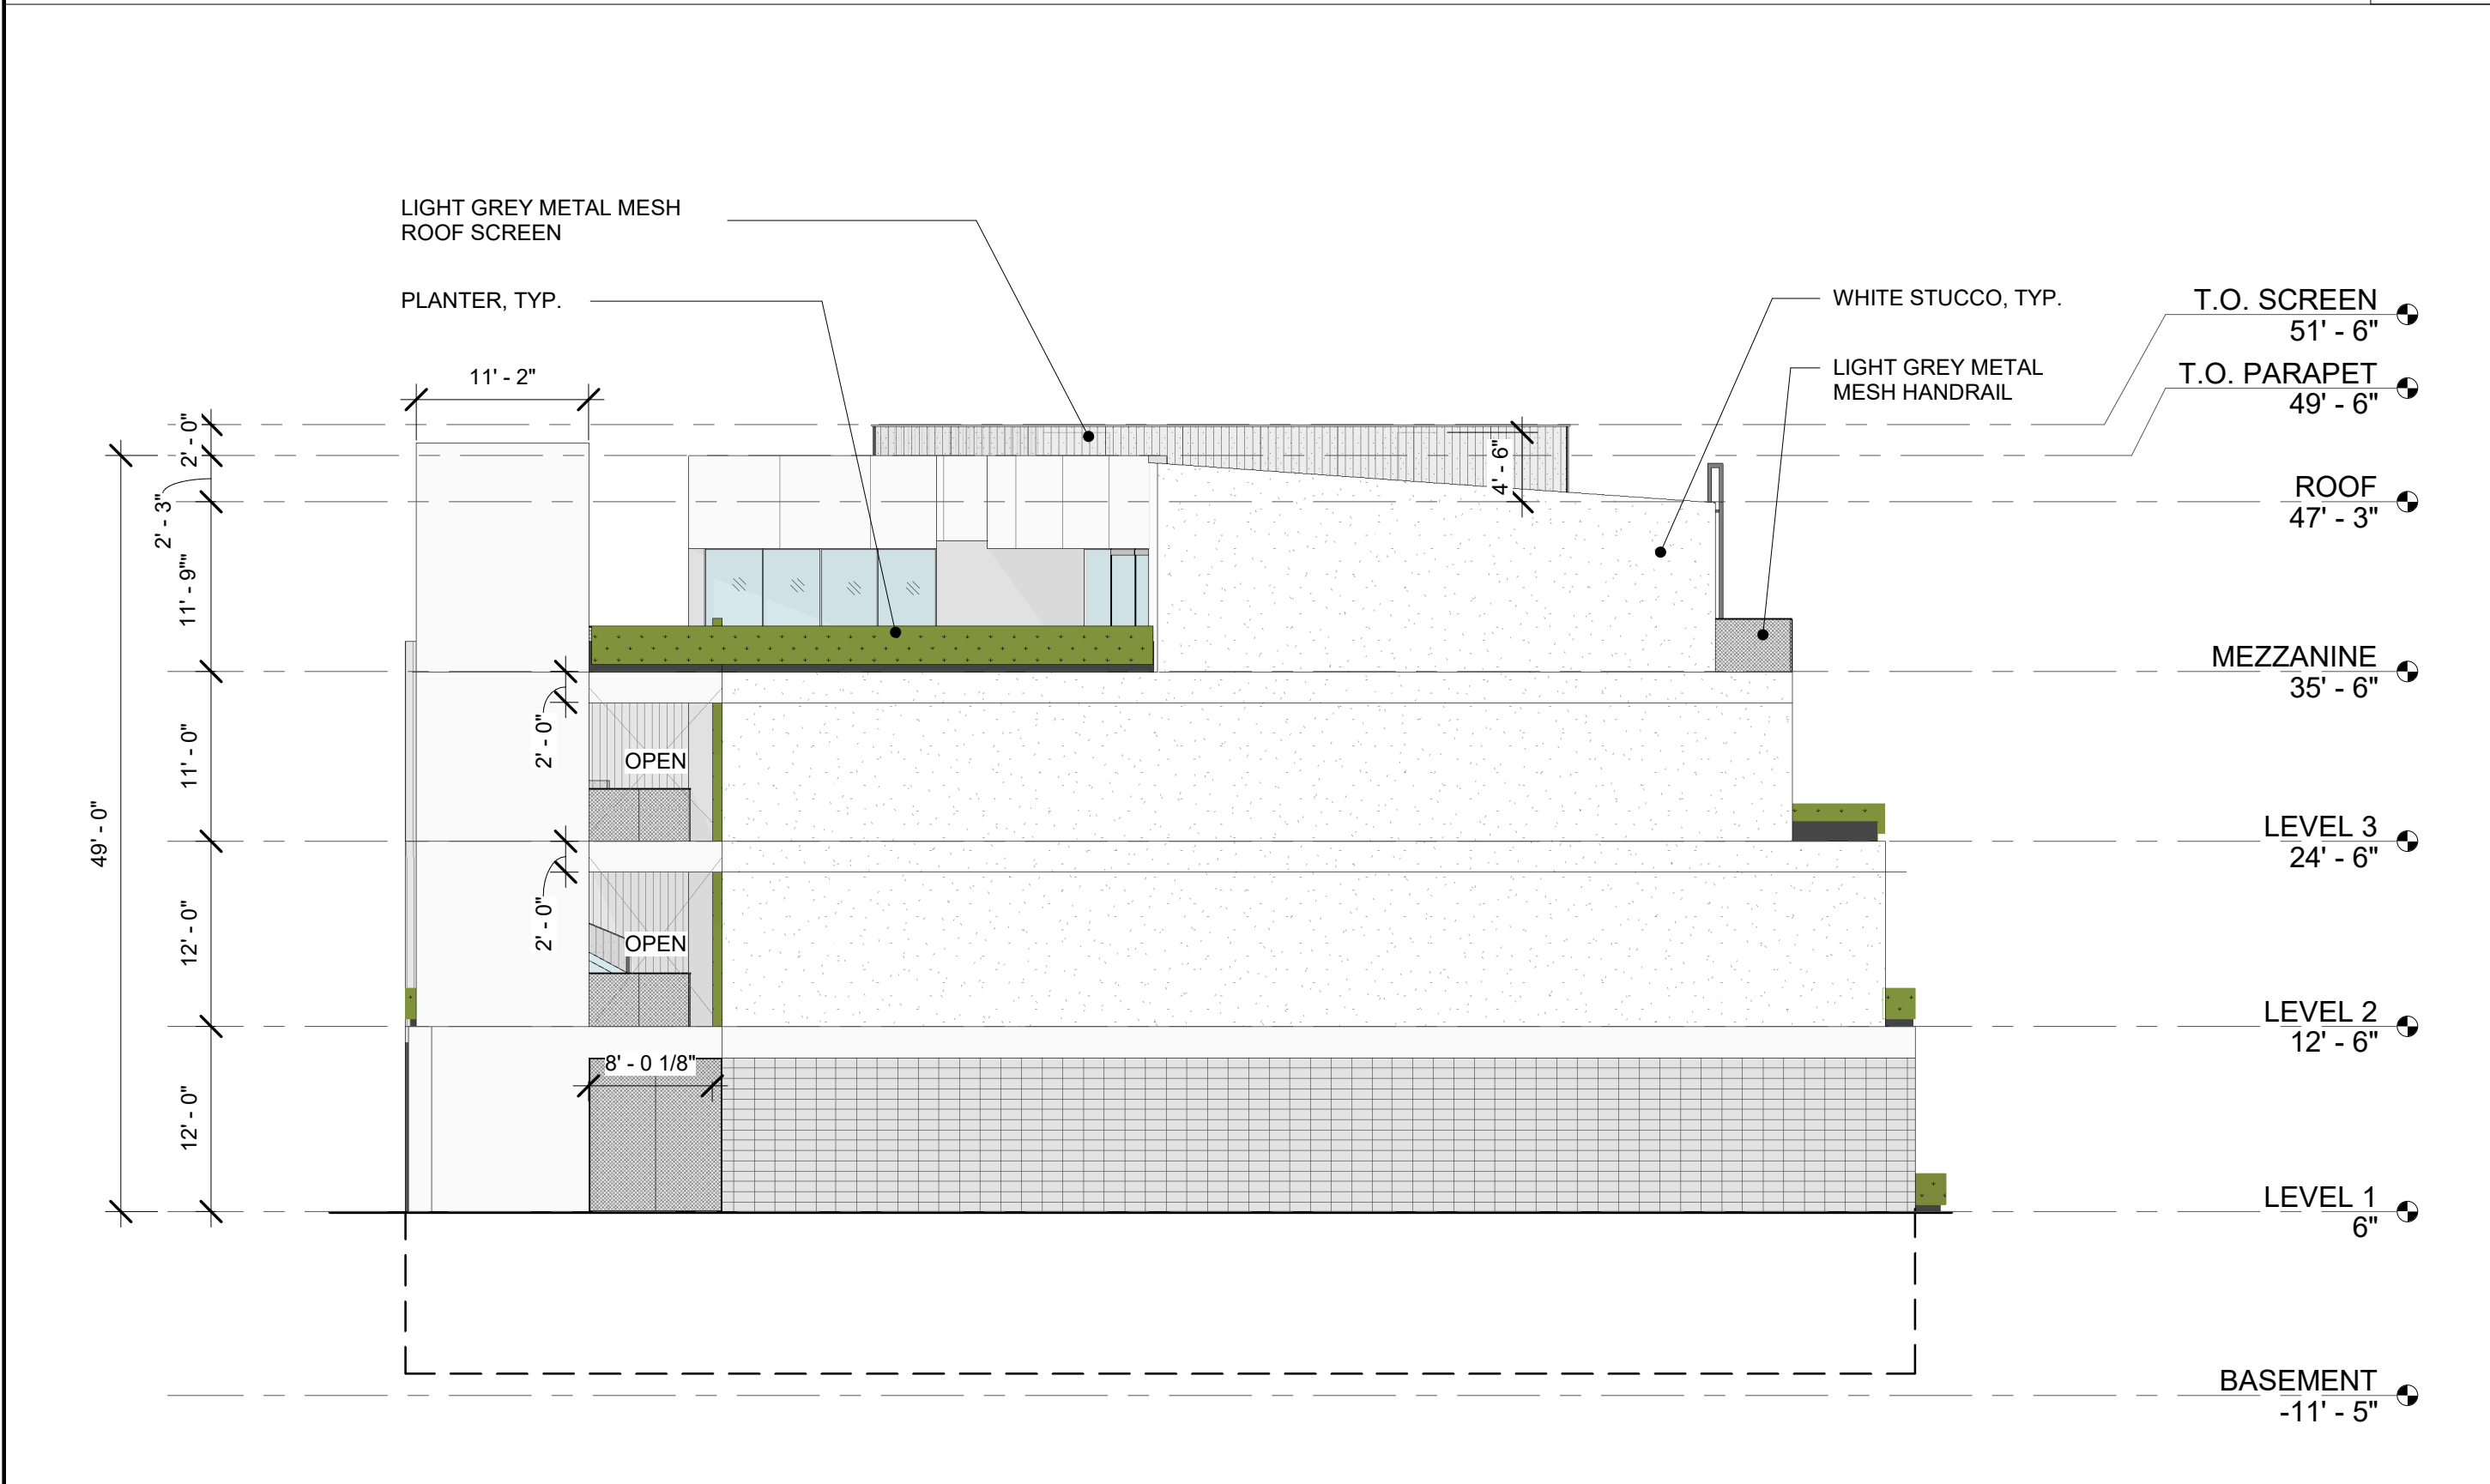 LIGHT GREY METAL MESH
ROOF SCREEN
PLANTER, TYP.
WHITE STUCCO, TYP.
LIGHT GREY METAL
MESH HANDRAIL
T.O. SCREEN
51' - 6"
T.O. PARAPET
49' - 6"
ROOF
47' - 3"
MEZZANINE
35' - 6"
LEVEL 3
24' - 6"
LEVEL 2
12' - 6"
LEVEL 1
6"
BASEMENT
-11' - 5"
11' - 2"
2' - 0"
2' - 3"
11' - 9"
11' - 0"
12' - 0"
12' - 0"
49' - 0"
4' - 6"
2' - 0"
OPEN
2' - 0"
OPEN
8' - 0 1/8"